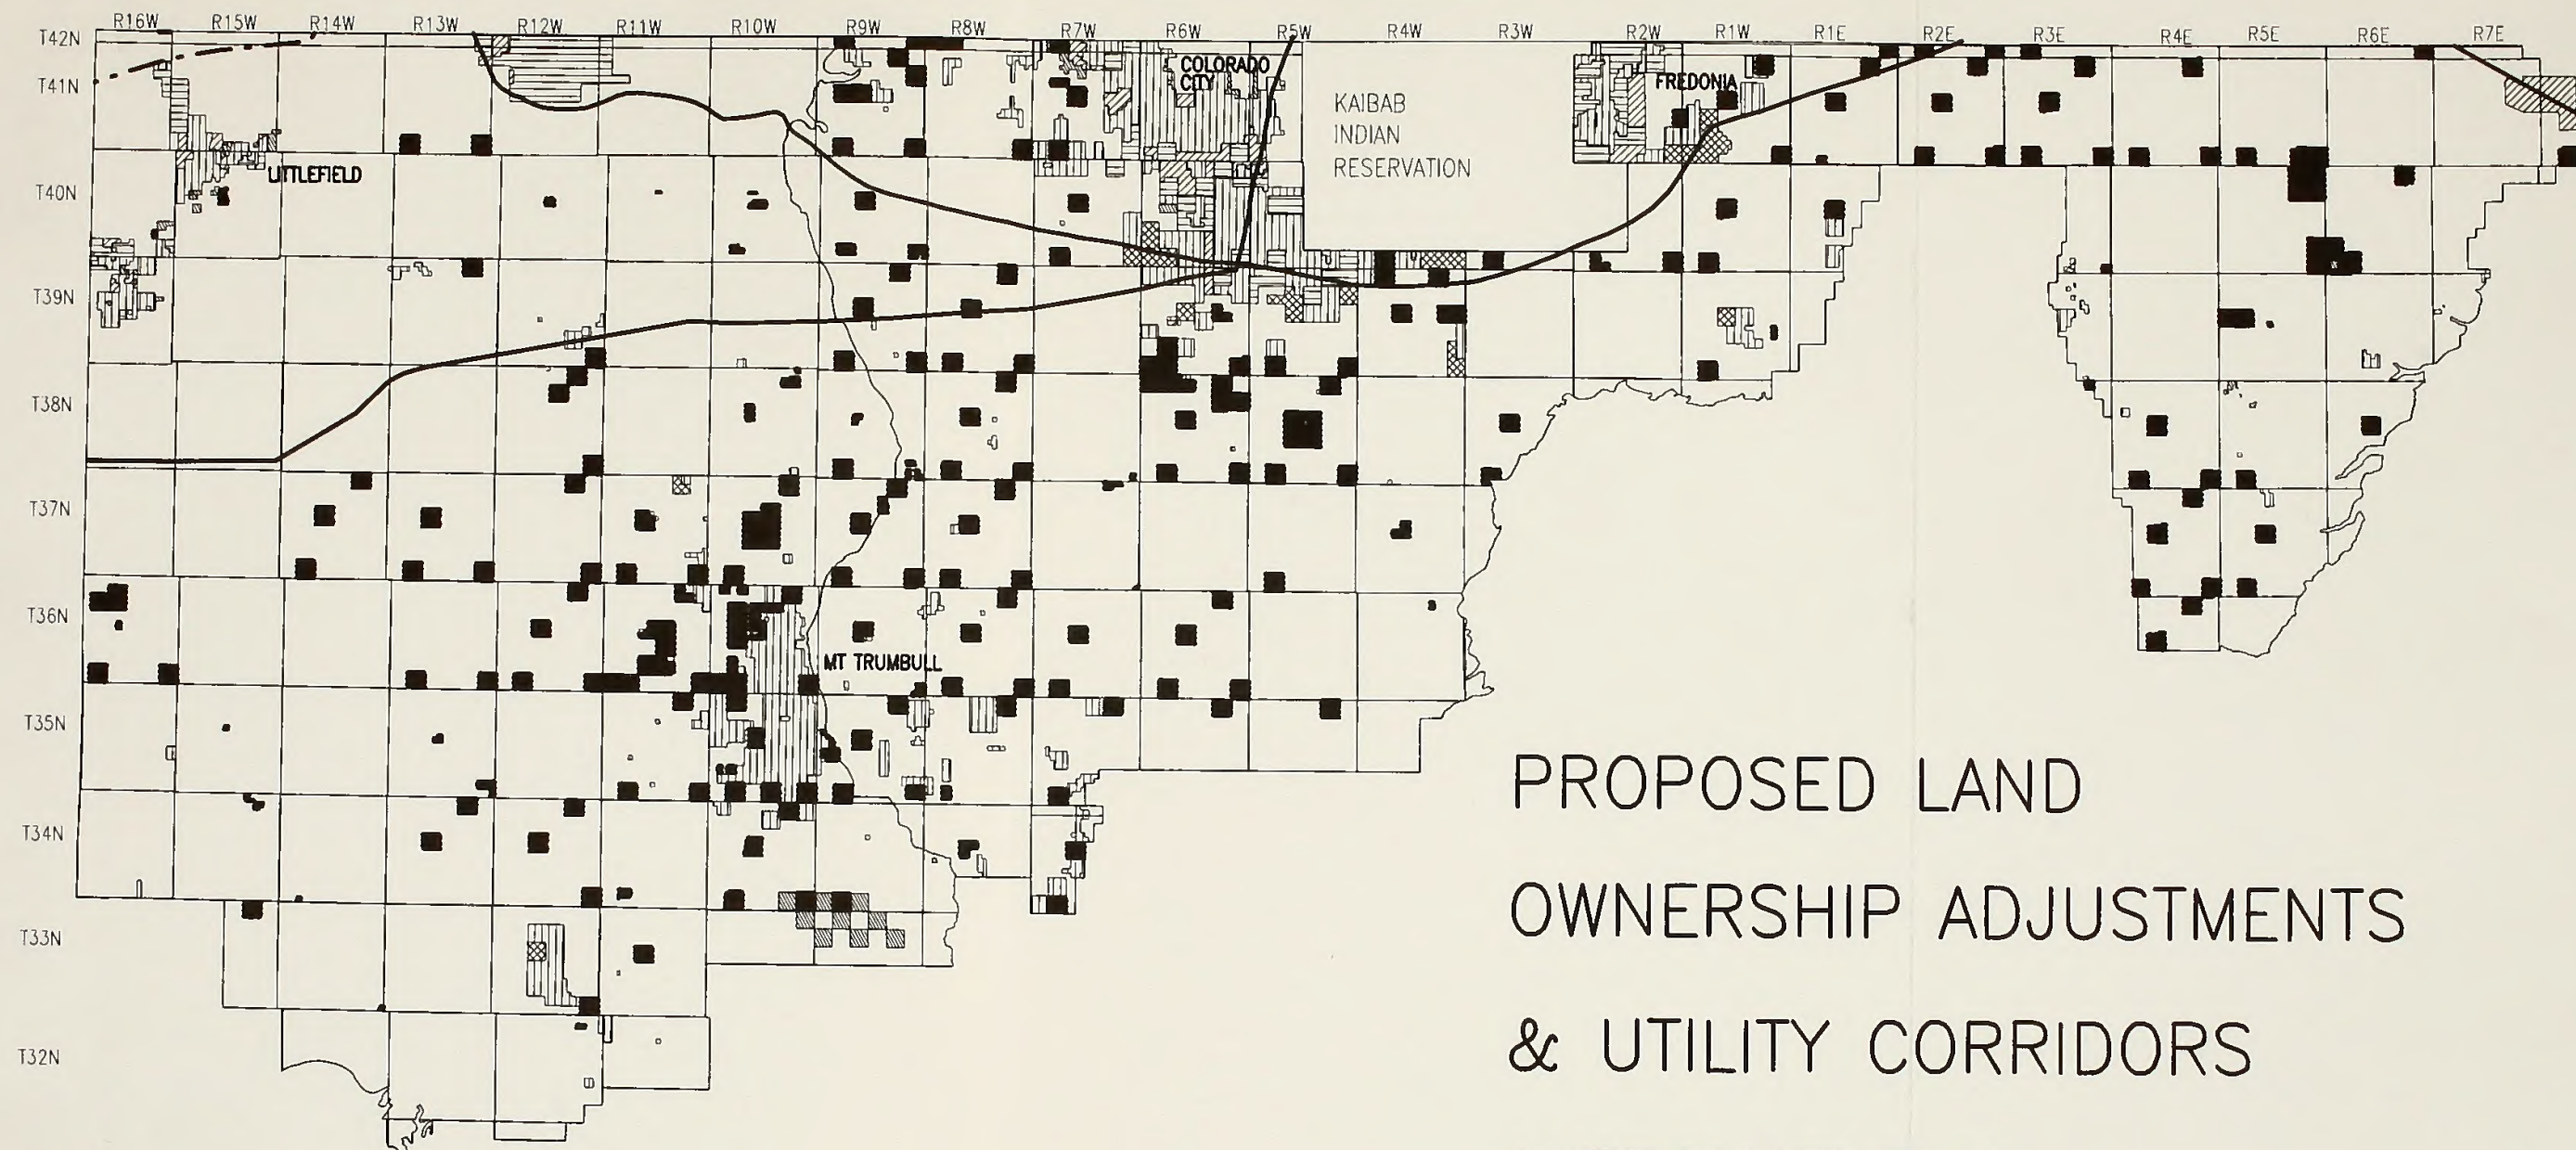 R16W R15W R14W R13W R12W R11W R10W R9W R8W R7W R6W R5W R4W R3W R2W R1W R1E R2E R3E R4E R5E R6E R7E
T42N
T41N
COLORADO
CITY
FREDONIA
KAIBAB
INDIAN
RESERVATION
LITTLEFIELD
T40N
T39N
T38N
T37N
T36N
MT TRUMBULL
T35N
T34N
T33N
T32N
PROPOSED LAND
OWNERSHIP ADJUSTMENTS
& UTILITY CORRIDORS